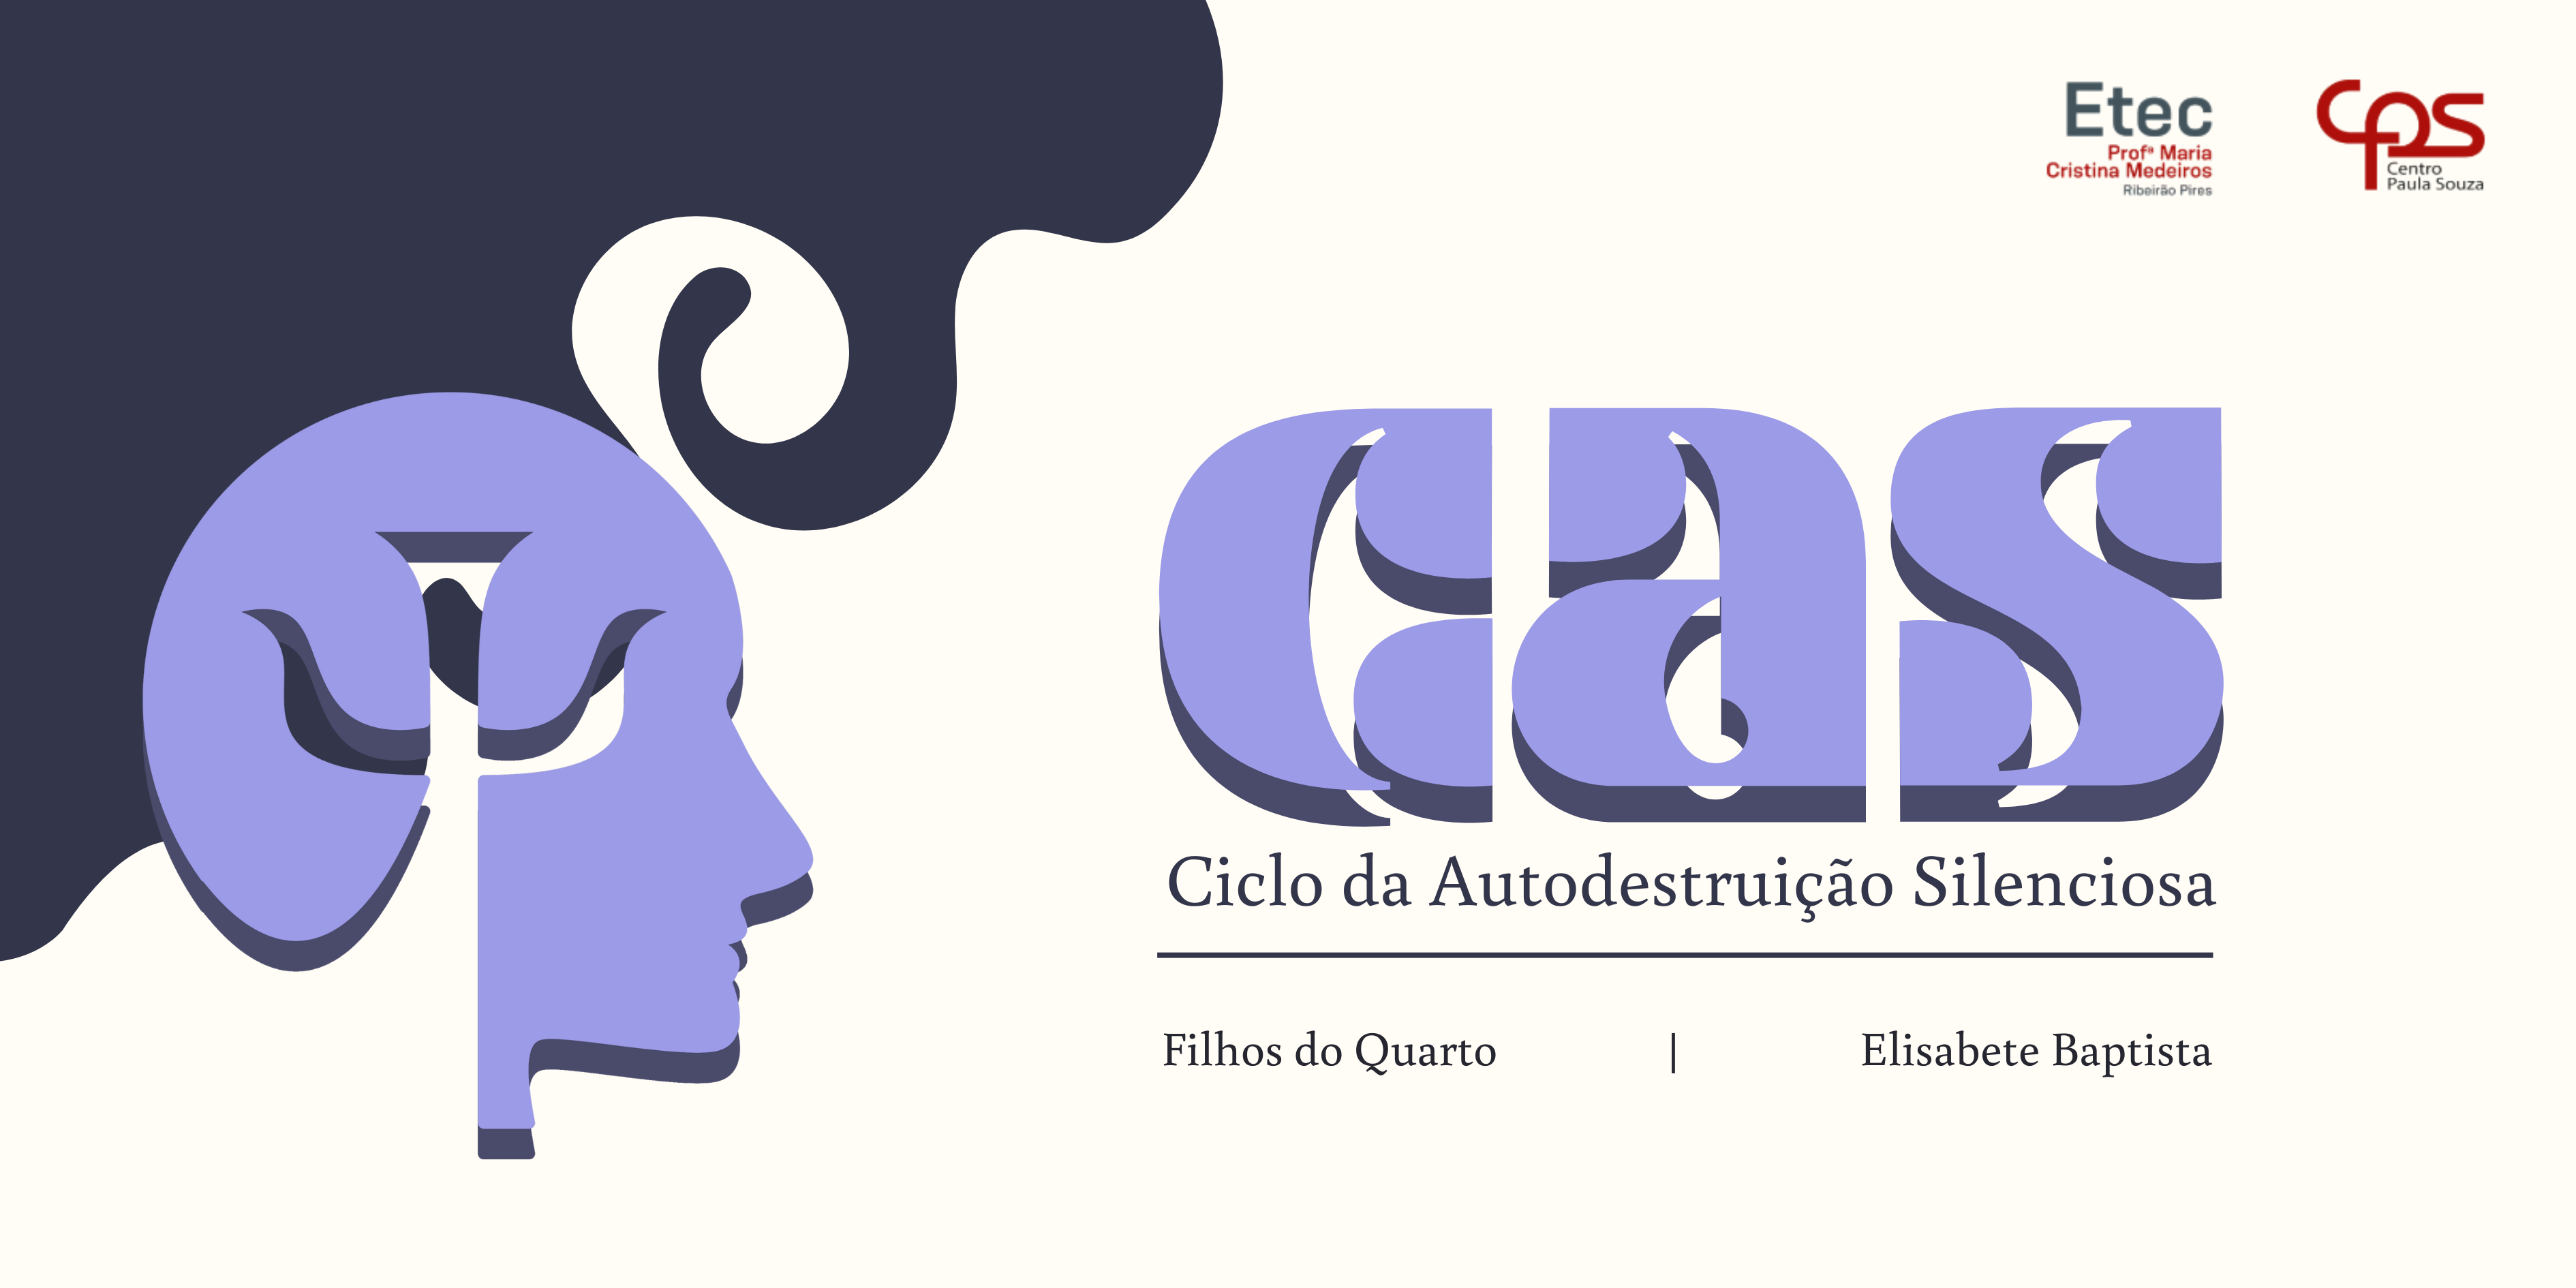 Etec
Profª Maria
Cristina Medeiros
Ribeirão Pires
cps
Centro
Paula Souza
cas
Ciclo da Autodestruição Silenciosa
Filhos do Quarto | Elisabete Baptista